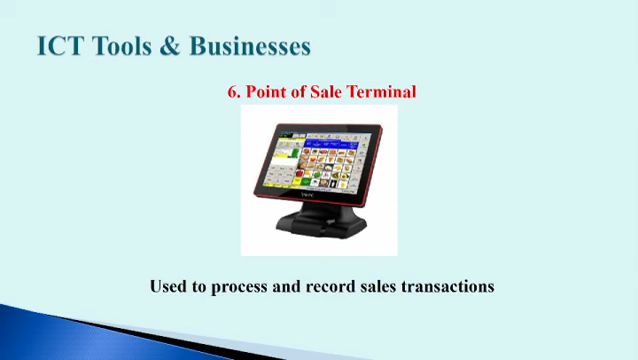 ICT Tools & Businesses
6. Point of Sale Terminal
Used to process and record sales transactions